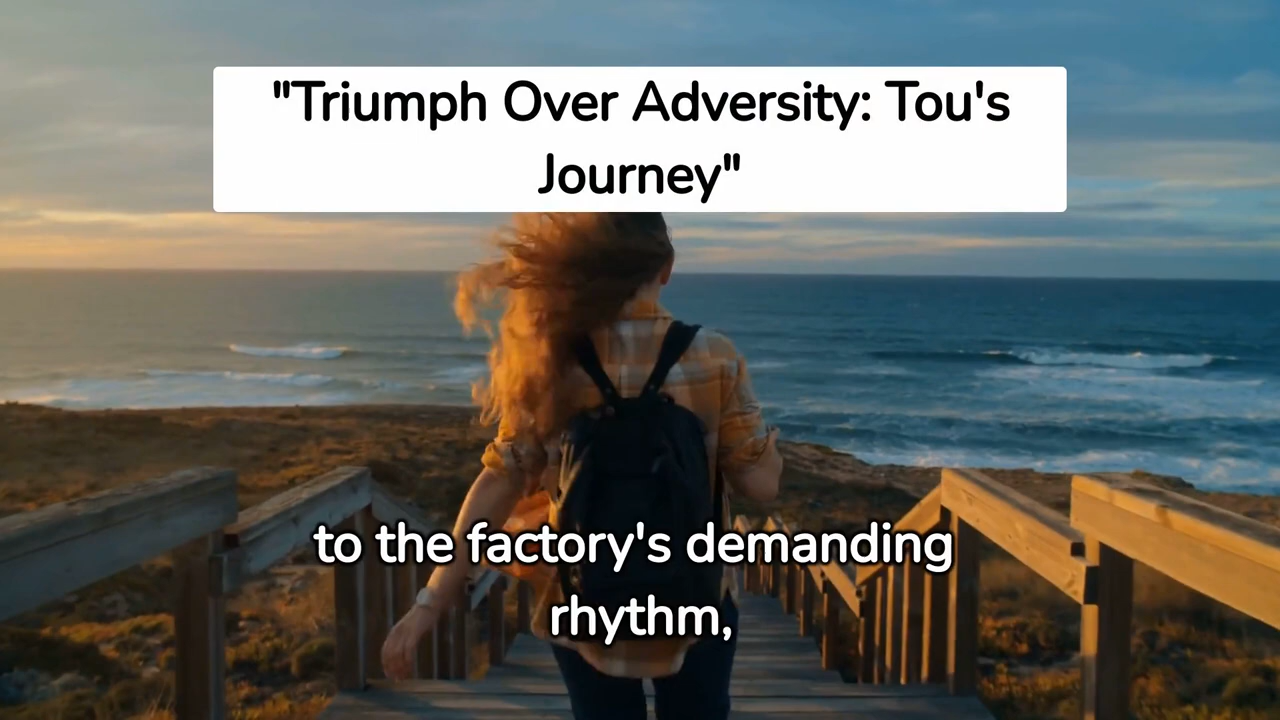 "Triumph Over Adversity: Tou's
Journey"
to the factory's demanding
rhythm,